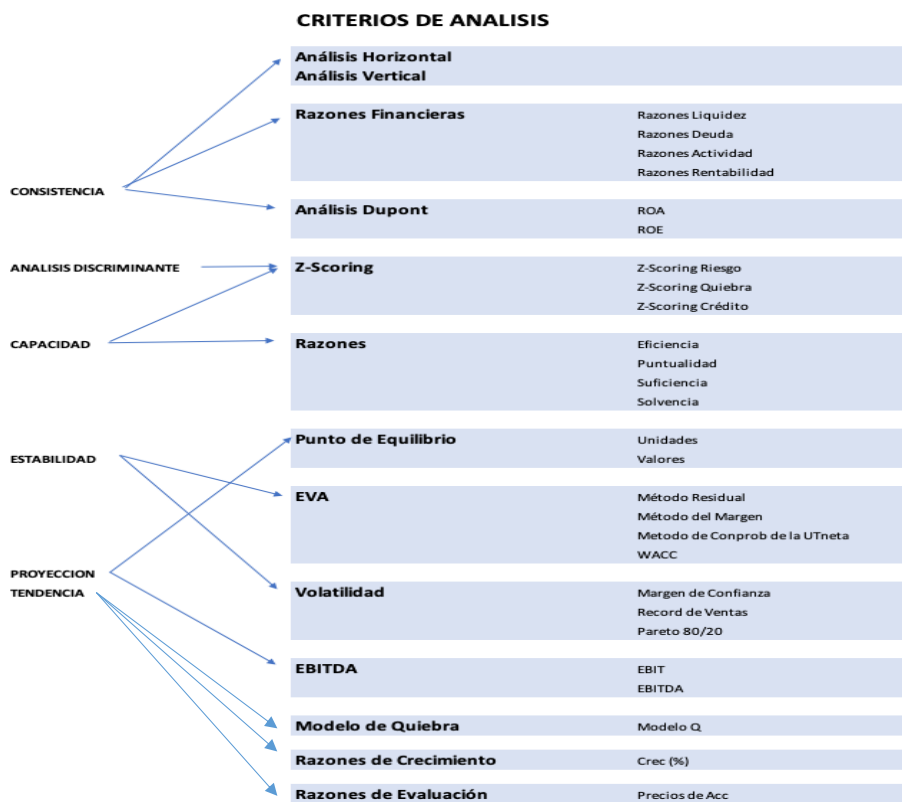 CRITERIOS DE ANALISIS
Análisis Horizontal
Análisis Vertical
Razones Financieras
Razones Liquidez
Razones Deuda
Razones Actividad
Razones Rentabilidad
CONSISTENCIA
Análisis Dupont
ROA
ROE
ANALISIS DISCRIMINANTE
Z-Scoring
Z-Scoring Riesgo
Z-Scoring Quiebra
Z-Scoring Crédito
CAPACIDAD
Razones
Eficiencia
Puntualidad
Suficiencia
Solvencia
Punto de Equilibrio
Unidades
Valores
ESTABILIDAD
EVA
Método Residual
Método del Margen
Metodo de Conprob de la UTneta
WACC
PROYECCION
TENDENCIA
Volatilidad
Margen de Confianza
Record de Ventas
Pareto 80/20
EBITDA
EBIT
EBITDA
Modelo de Quiebra
Modelo Q
Razones de Crecimiento
Crec (%)
Razones de Evaluación
Precios de Acc